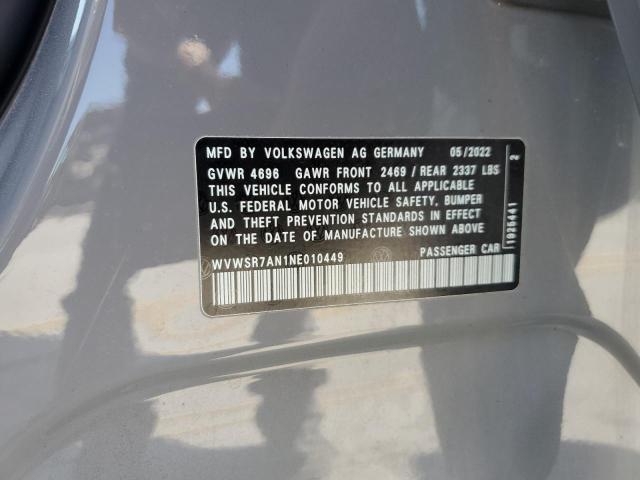 MFD BY VOLKSWAGEN AG GERMANY 05/2022
GVWR 4696 GAWR FRONT 2469 / REAR 2337 LBS
THIS VEHICLE CONFORMS TO ALL APPLICABLE
U.S. FEDERAL MOTOR VEHICLE SAFETY, BUMPER
AND THEFT PREVENTION STANDARDS IN EFFECT
ON THE DATE OF MANUFACTURE SHOWN ABOVE
WVWSR7AN1NE010449 PASSENGER CAR
1925441 2